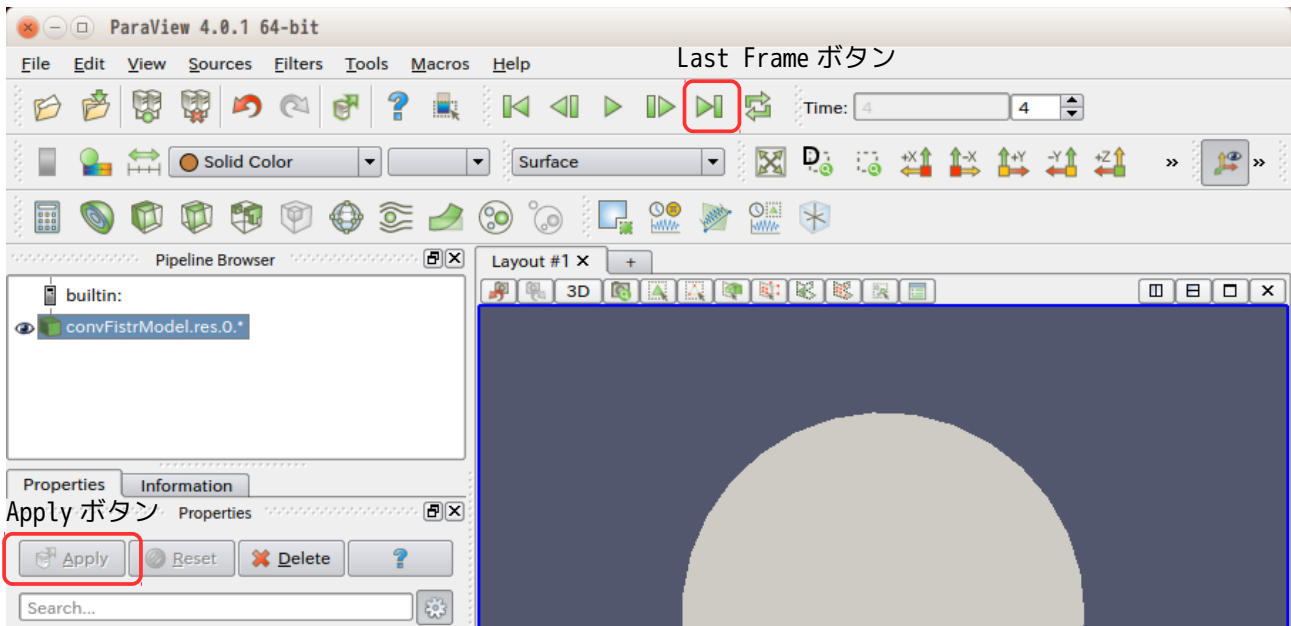 ParaView 4.0.1 64-bit
File Edit View Sources Filters Tools Macros Help
Last Frame ボタン
Time: 4 4
Solid Color Surface +X -X +Y -Y +Z »  »
Pipeline Browser
Layout #1 X +
builtin:
3D
convFistrModel.res.0.*
Properties Information
Apply ボタン Properties
Apply Reset Delete ?
Search...